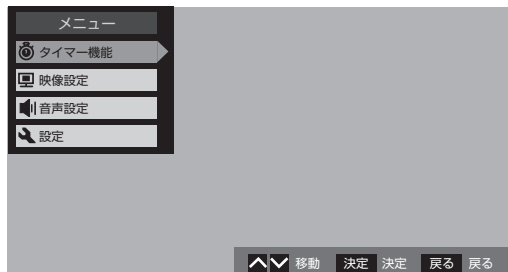 メニュー
タイマー機能
映像設定
音声設定
設定
移動 決定 決定 戻る 戻る